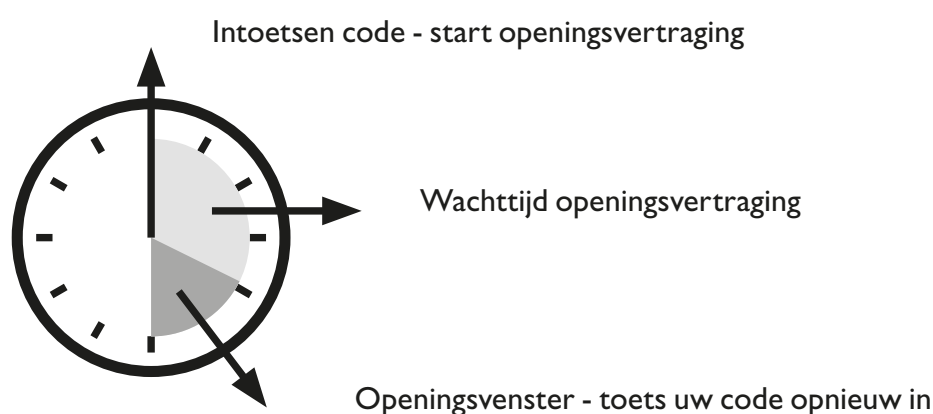 Intoetsen code - start openingsvertraging
Wachttijd openingsvertraging
Openingsvenster - toets uw code opnieuw in